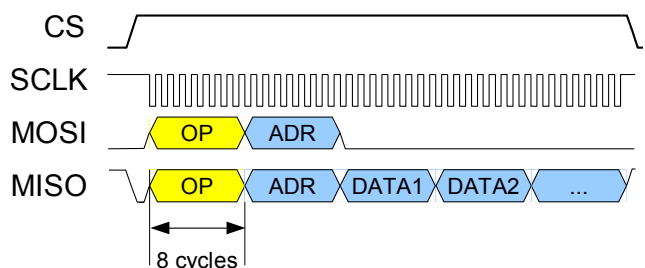 CS
SCLK
MOSI OP ADR
MISO OP ADR DATA1 DATA2 ...
8 cycles